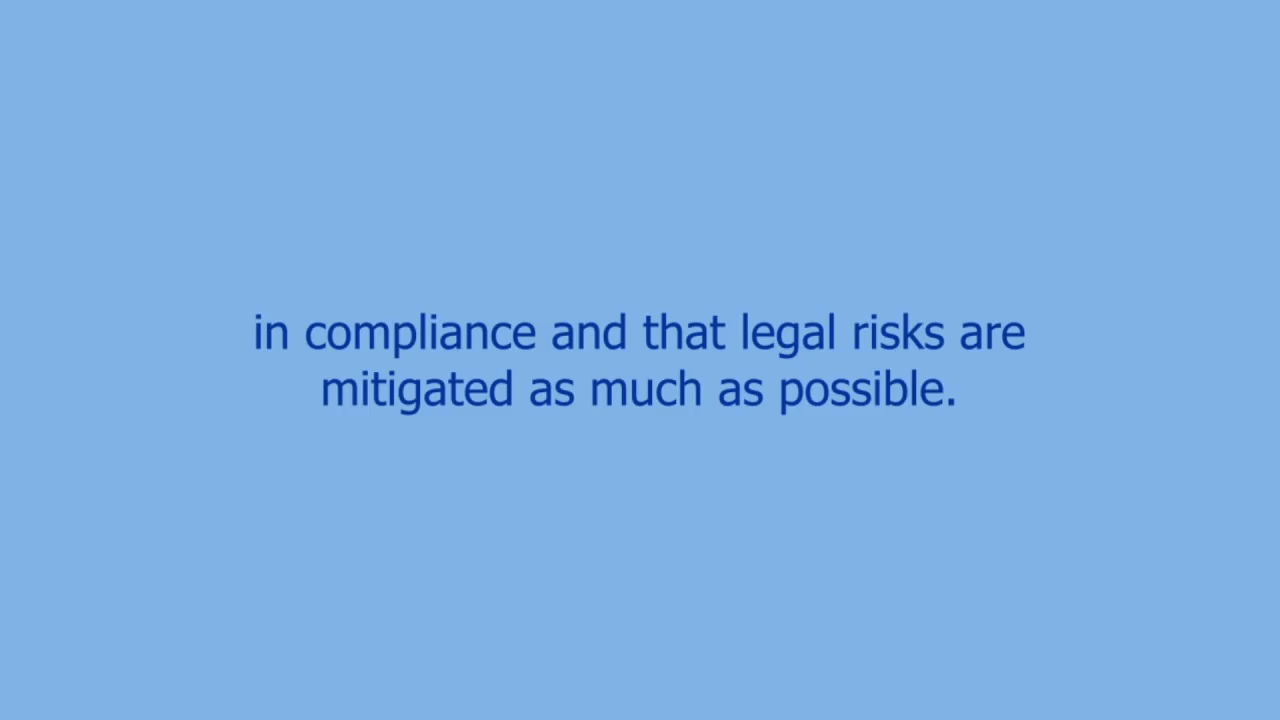 in compliance and that legal risks are
mitigated as much as possible.